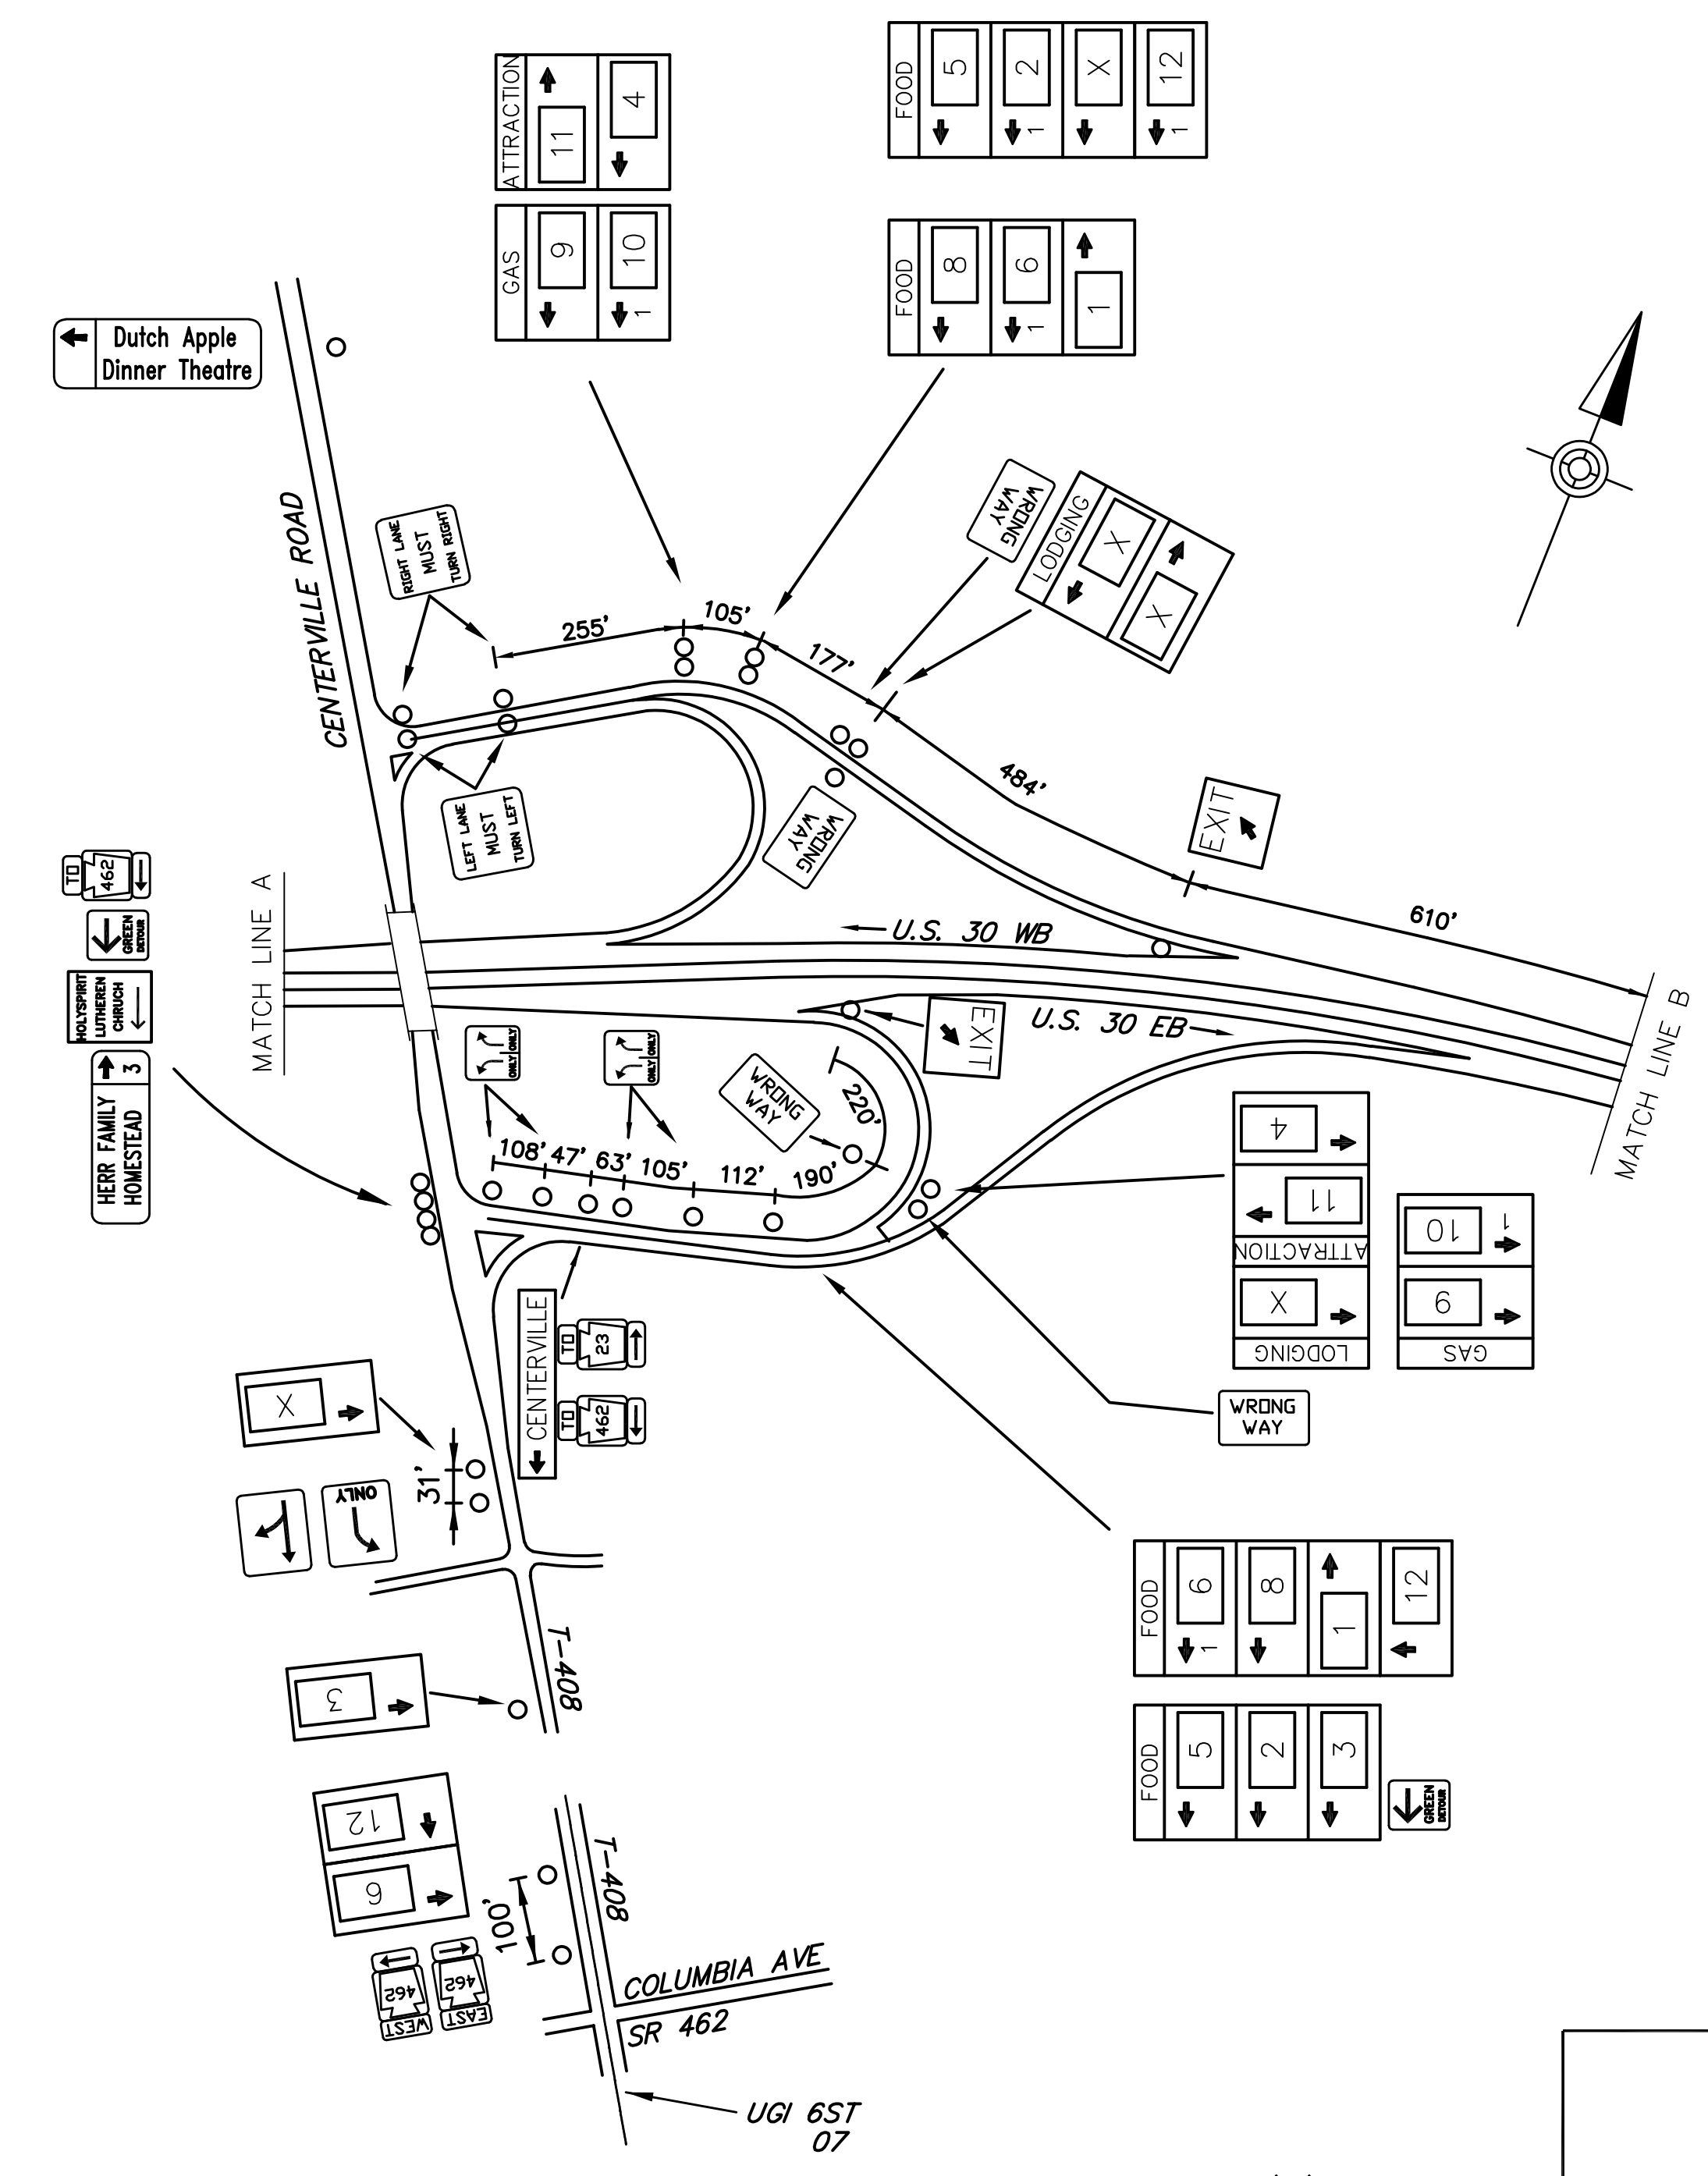 ATTRACTION
11
4
GAS
9
10
1
FOOD
5
2
1
X
12
1
FOOD
8
6
1
1
Dutch Apple
Dinner Theatre
CENTERVILLE ROAD
RIGHT LANE
MUST
TURN RIGHT
255'
105'
177'
484'
610'
WRONG
WAY
LODGING
X
X
LEFT LANE
MUST
TURN LEFT
WRONG
WAY
EXIT
TO
462
GREEN
DETOUR
HOLYSPIRIT
LUTHEREN
CHRUCH
HERR FAMILY
HOMESTEAD
3
MATCH LINE A
U.S. 30 WB
U.S. 30 EB
MATCH LINE B
EXIT
ONLY
ONLY
ONLY
ONLY
WRONG
WAY
220'
108'
47'
63'
105'
112'
190'
4
11
ATTRACTION
X
LODGING
10
1
9
GAS
WRONG
WAY
CENTERVILLE
TO
23
TO
462
X
31'
ONLY
T-408
3
FOOD
6
1
8
1
12
FOOD
5
2
3
GREEN
DETOUR
12
6
100'
T-408
WEST
462
EAST
462
COLUMBIA AVE
SR 462
UGI 6ST
07